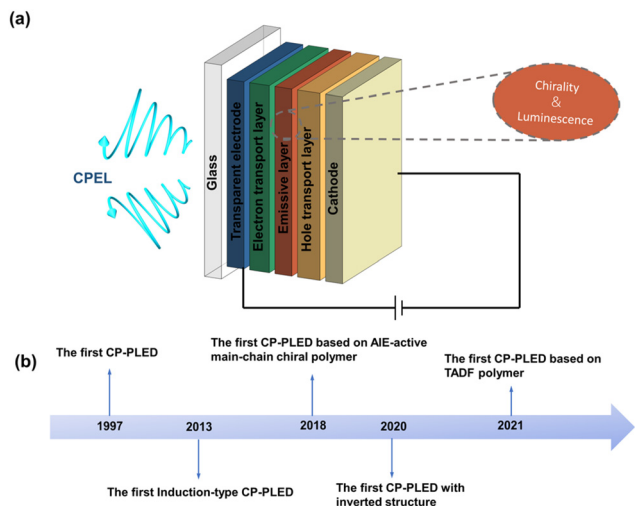 (a)
Chirality
&
Luminescence
CPEL
Glass
Transparent electrode
Electron transport layer
Emissive layer
Hole transport layer
Cathode
(b)
The first CP-PLED
The first CP-PLED based on AIE-active
main-chain chiral polymer
The first CP-PLED based on
TADF polymer
1997
2013
2018
2020
2021
The first Induction-type CP-PLED
The first CP-PLED with
inverted structure